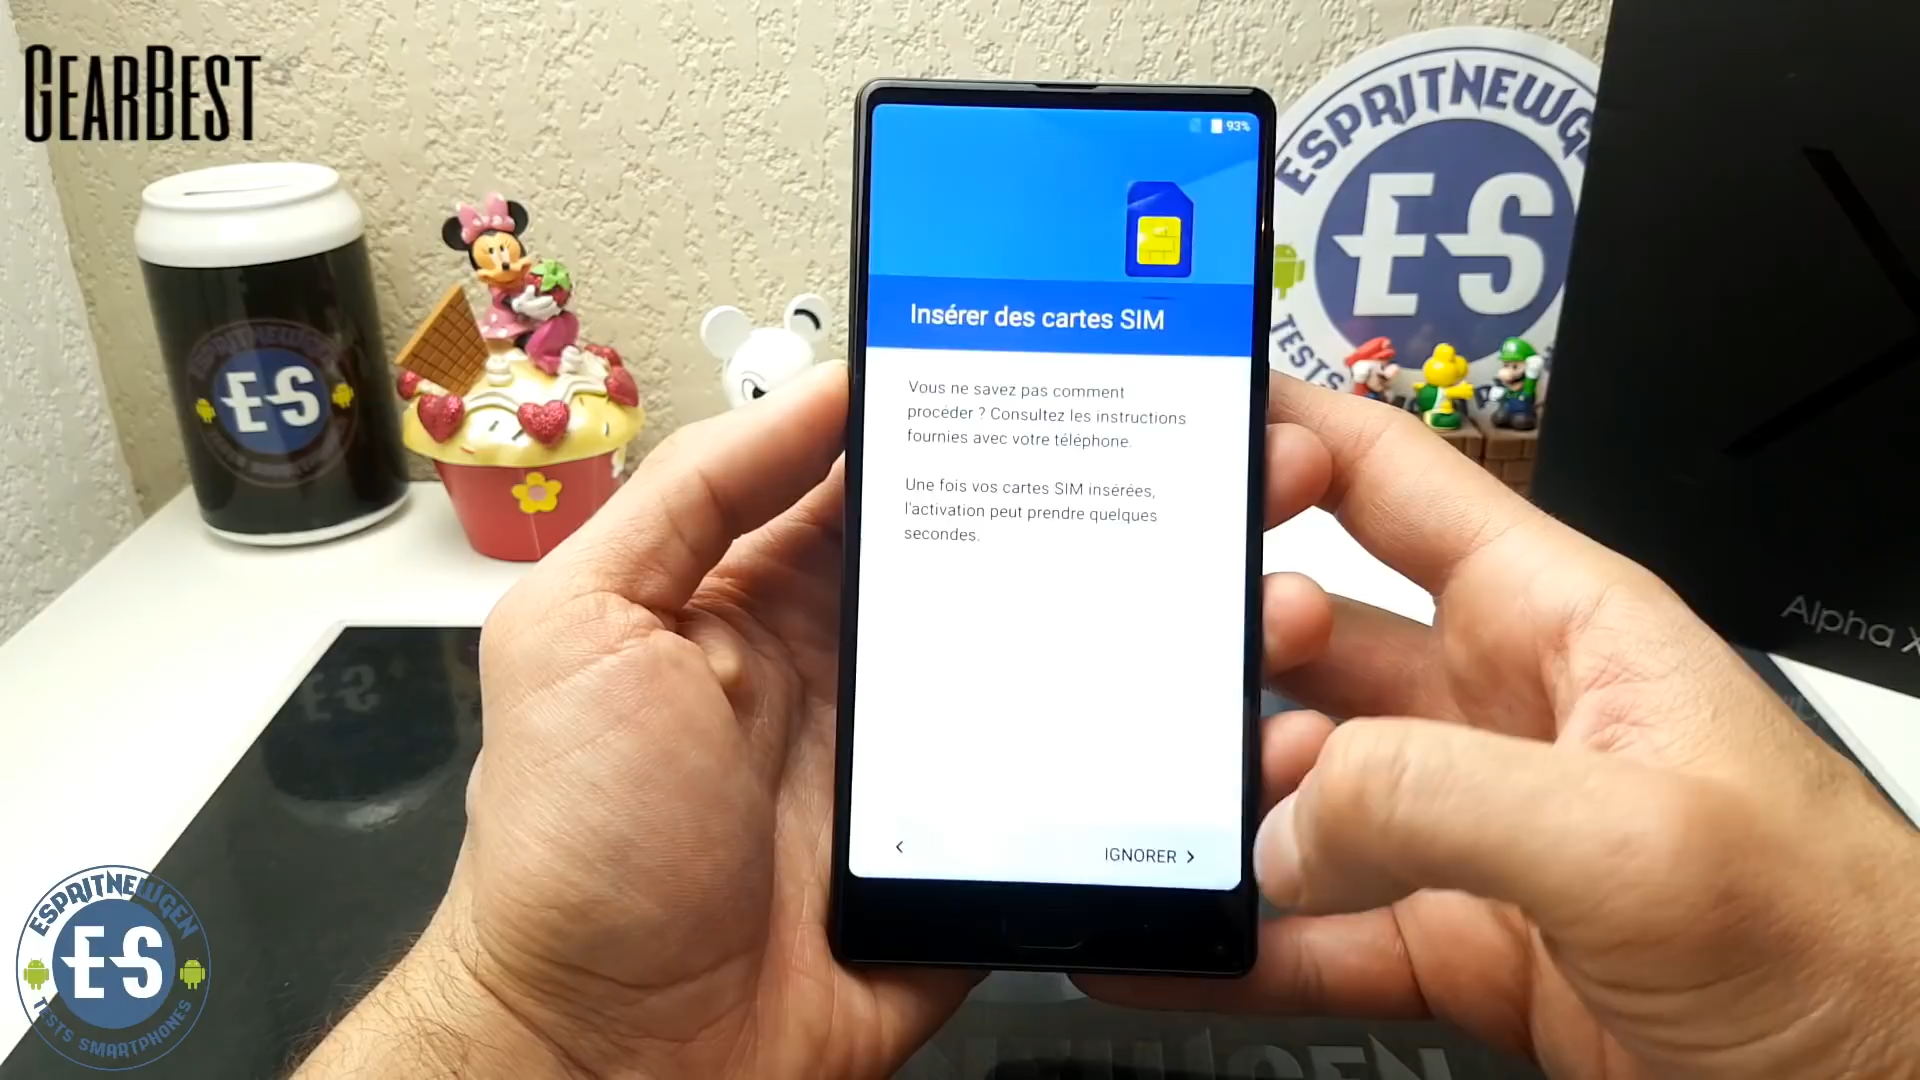 GEARBEST
ESPRITNEWG
ES
TESTS
93%
Insérer des cartes SIM
Vous ne savez pas comment
procéder ? Consultez les instructions
fournies avec votre téléphone.
Une fois vos cartes SIM insérées,
l'activation peut prendre quelques
secondes.
IGNORER
ES
Alpha X
ESPRITNEWGEN
ES
TESTS SMARTPHONES